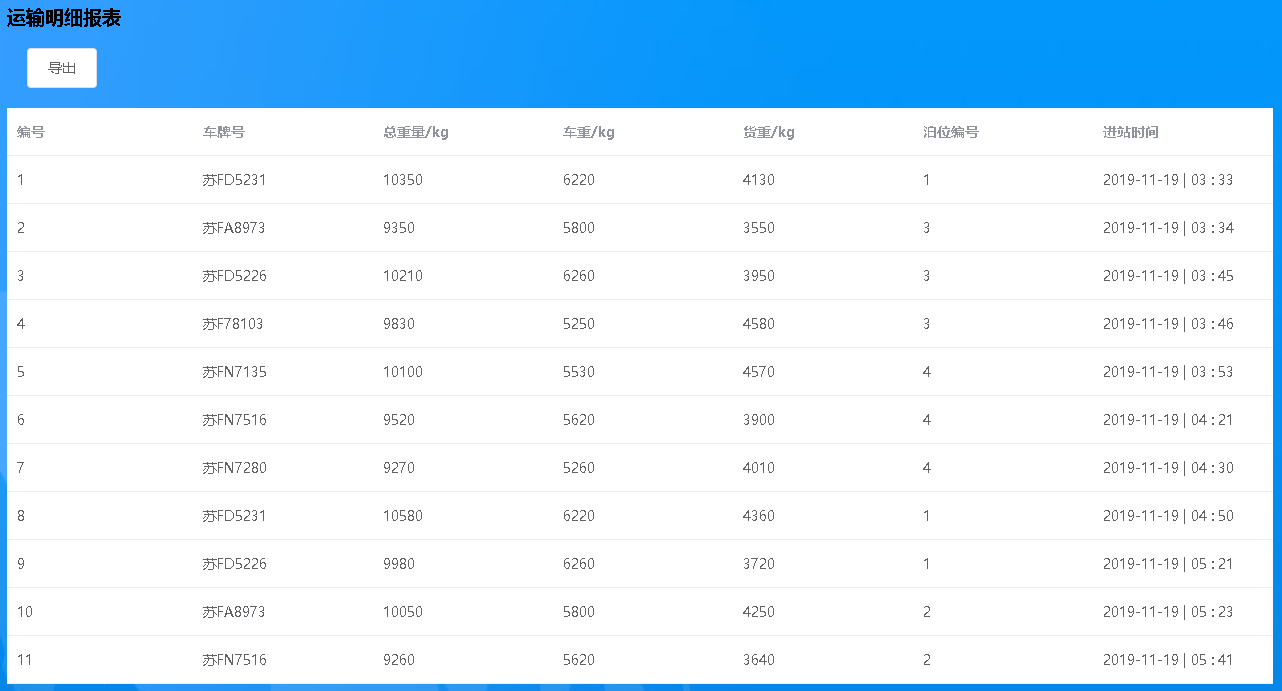 运输明细报表
导出
编号 车牌号 总重量/kg 车重/kg 货重/kg 泊位编号 进站时间
1 苏FD5231 10350 6220 4130 1 2019-11-19 | 03 : 33
2 苏FA8973 9350 5800 3550 3 2019-11-19 | 03 : 34
3 苏FD5226 10210 6260 3950 3 2019-11-19 | 03 : 45
4 苏F78103 9830 5250 4580 3 2019-11-19 | 03 : 46
5 苏FN7135 10100 5530 4570 4 2019-11-19 | 03 : 53
6 苏FN7516 9520 5620 3900 4 2019-11-19 | 04 : 21
7 苏FN7280 9270 5260 4010 4 2019-11-19 | 04 : 30
8 苏FD5231 10580 6220 4360 1 2019-11-19 | 04 : 50
9 苏FD5226 9980 6260 3720 1 2019-11-19 | 05 : 21
10 苏FA8973 10050 5800 4250 2 2019-11-19 | 05 : 23
11 苏FN7516 9260 5620 3640 2 2019-11-19 | 05 : 41